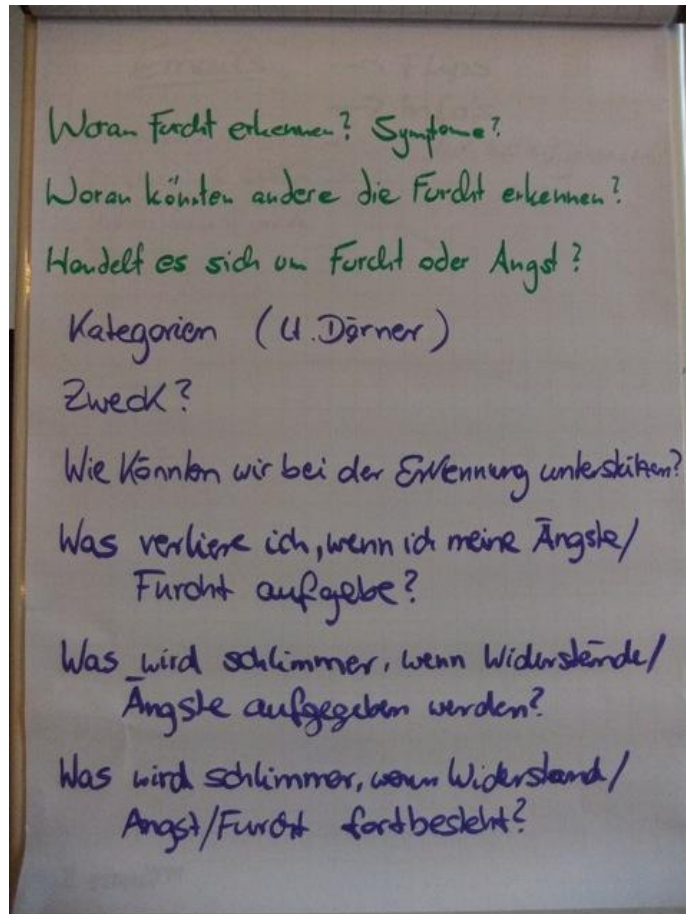 Woran Furcht erkennen? Symptome?
Woran könnten andere die Furcht erkennen?
Handelt es sich um Furcht oder Angst?
Kategorien (U. Dörner)
Zweck?
Wie könnten wir bei der Erkennung unterstützen?
Was verliere ich, wenn ich meine Ängste/
Furcht aufgebe?
Was wird schlimmer, wenn Widerstände/
Ängste aufgegeben werden?
Was wird schlimmer, wenn Widerstand/
Angst/Furcht fortbesteht?